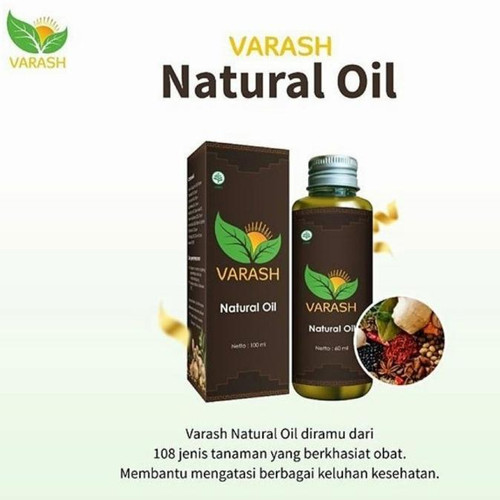 VARASH
VARASH
Natural Oil
VARASH
Natural Oil
Netto : 100 ml
VARASH
Natural Oil
Netto : 60 ml
Varash Natural Oil diramu dari
108 jenis tanaman yang berkhasiat obat.
Membantu mengatasi berbagai keluhan kesehatan.